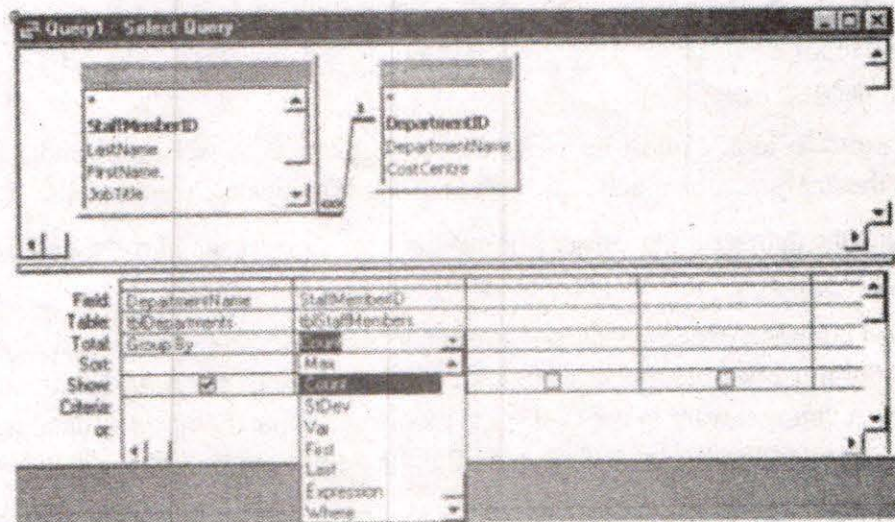 Query1 : Select Query
*
StaffMemberID
LastName
FirstName.
JobTitle
*
DepartmentID
DepartmentName
CostCentre
Field: DepartmentName StaffMemberID
Table: tblDepartments tblStaffMembers
Total: Group By Count
Sort: Max
Show: Count
Criteria: StDev
or: Var
First
Last
Expression
Where